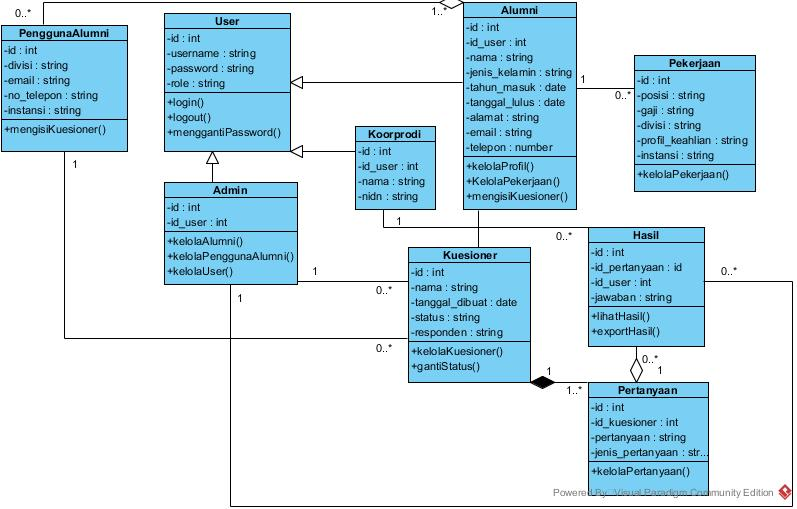 0..*
1..*
PenggunaAlumni
-id : int
-divisi : string
-email : string
-no_telepon : string
-instansi : string
+mengisiKuesioner()
User
-id : int
-username : string
-password : string
-role : string
+login()
+logout()
+menggantiPassword()
Alumni
-id : int
-id_user : int
-nama : string
-jenis_kelamin : string
-tahun_masuk : date
-tanggal_lulus : date
-alamat : string
-email : string
-telepon : number
+kelolaProfil()
+KelolaPekerjaan()
+mengisiKuesioner()
1
0..*
Pekerjaan
-id : int
-posisi : string
-gaji : string
-divisi : string
-profil_keahlian : string
-instansi : string
+kelolaPekerjaan()
Koorprodi
-id : int
-id_user : int
-nama : string
-nidn : string
1
0..*
1
Admin
-id : int
-id_user : int
+kelolaAlumni()
+kelolaPenggunaAlumni()
+kelolaUser()
1
0..*
1
0..*
Kuesioner
-id : int
-nama : string
-tanggal_dibuat : date
-status : string
-responden : string
+kelolaKuesioner()
+gantiStatus()
Hasil
-id : int
-id_pertanyaan : id
-id_user : int
-jawaban : string
+lihatHasil()
+exportHasil()
0..*
0..*
1
1
1..*
Pertanyaan
-id : int
-id_kuesioner : int
-pertanyaan : string
-jenis_pertanyaan : str...
+kelolaPertanyaan()
Powered By Visual Paradigm Community Edition